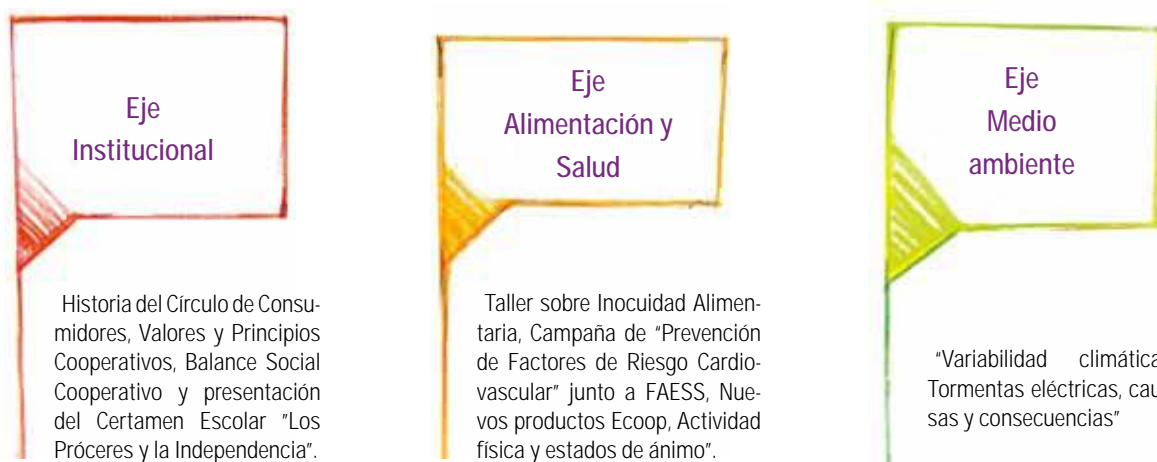 Eje
Institucional
Historia del Círculo de Consu-
midores, Valores y Principios
Cooperativos, Balance Social
Cooperativo y presentación
del Certamen Escolar "Los
Próceres y la Independencia".
Eje
Alimentación y
Salud
Taller sobre Inocuidad Alimen-
taria, Campaña de "Prevención
de Factores de Riesgo Cardio-
vascular" junto a FAESS, Nue-
vos productos Ecoop, Actividad
física y estados de ánimo".
Eje
Medio
ambiente
"Variabilidad climática
Tormentas eléctricas, cau-
sas y consecuencias"